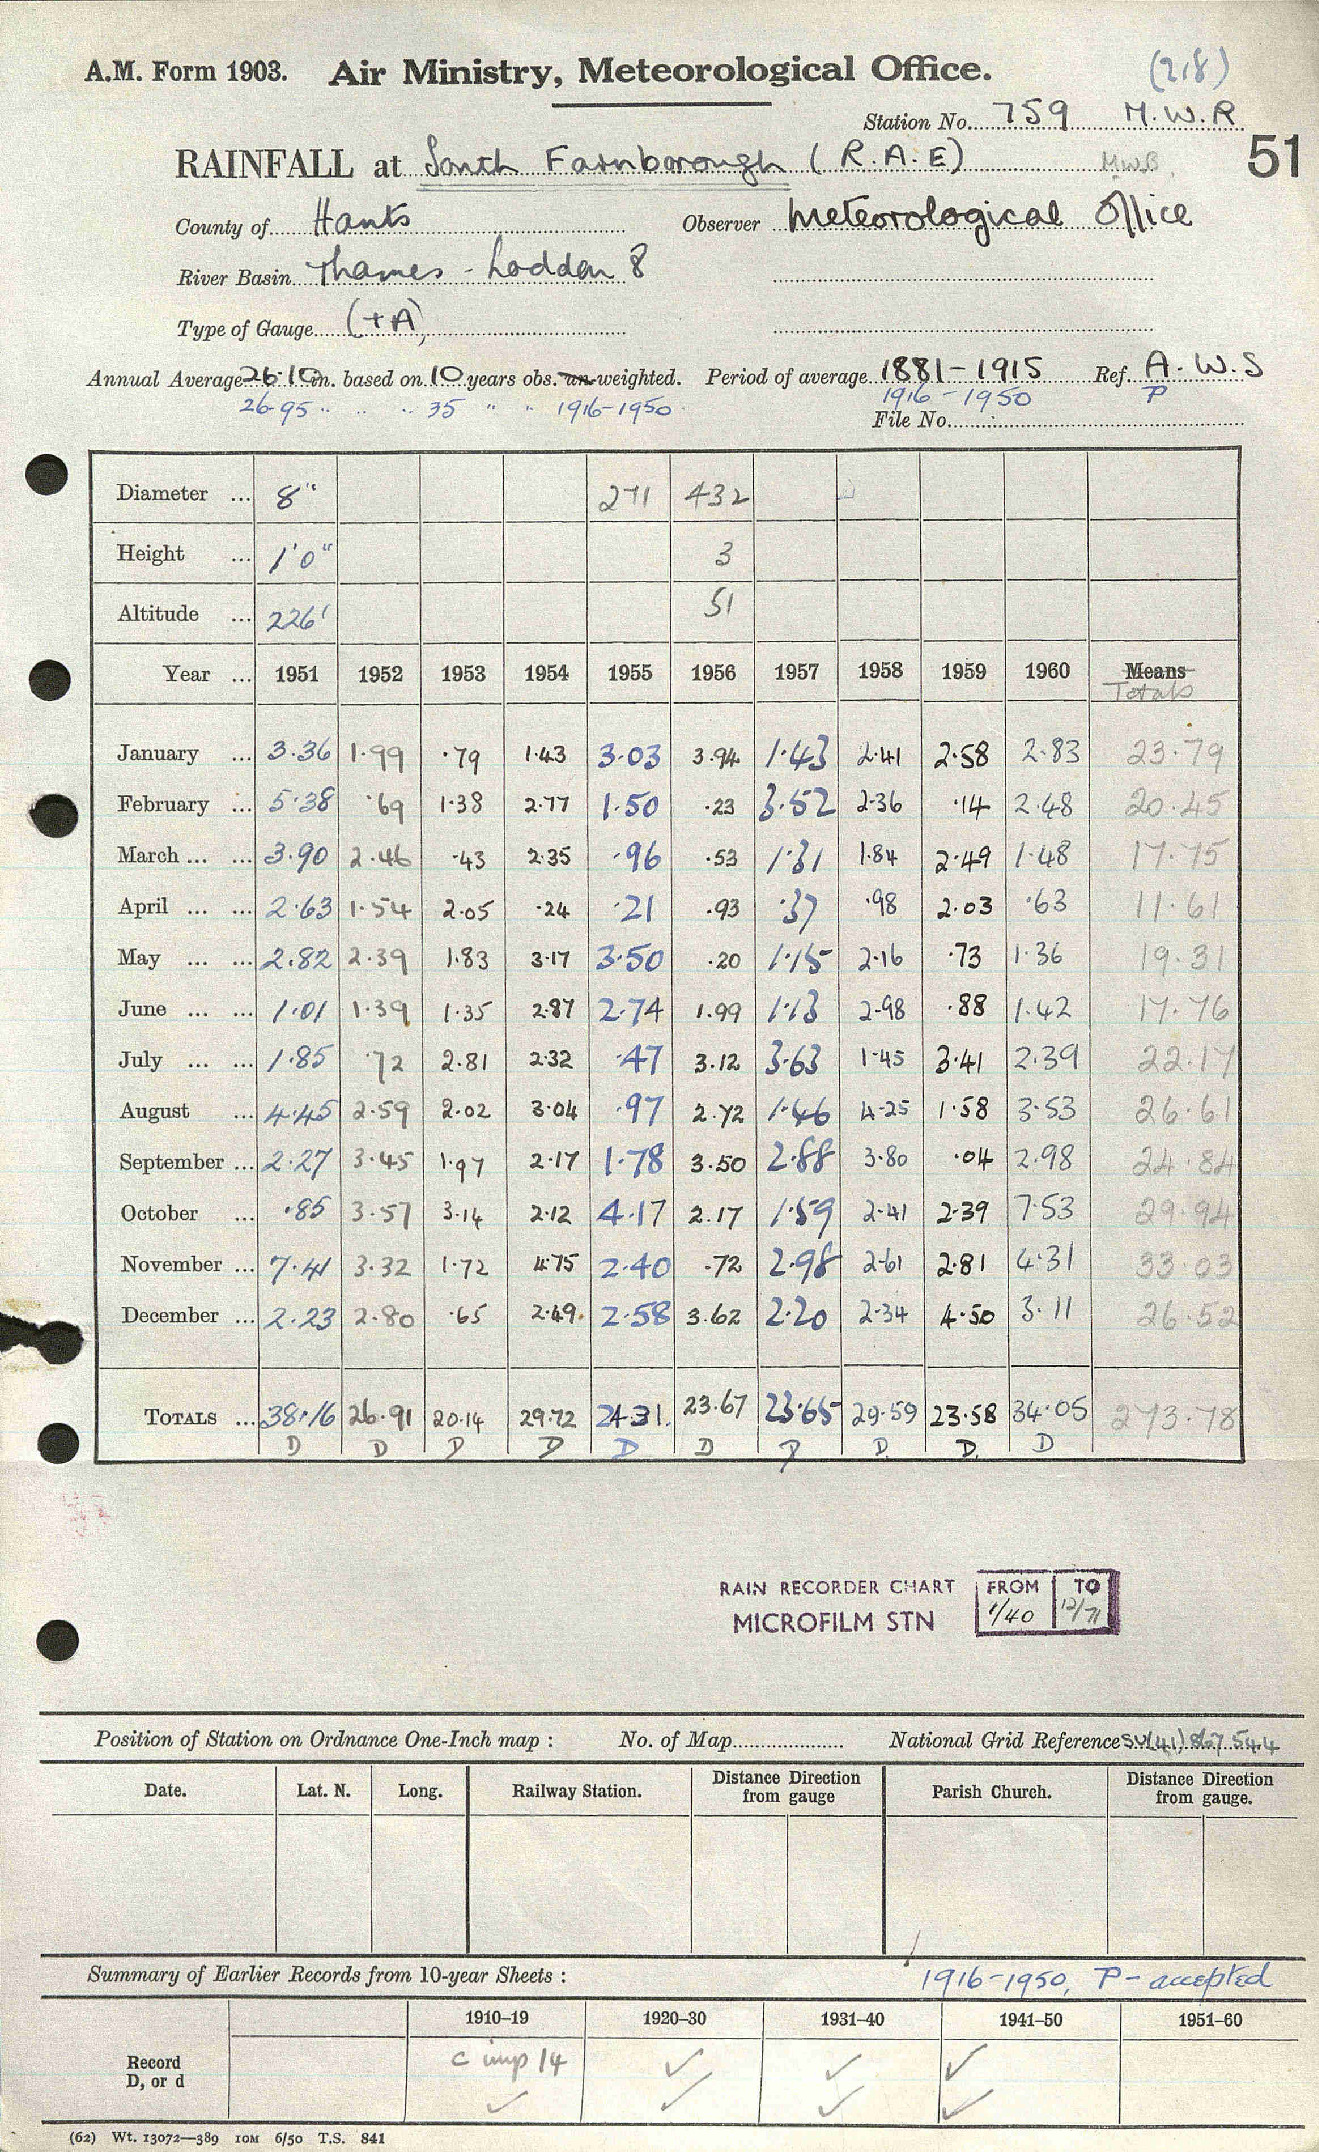 A.M. Form 1903. Air Ministry, Meteorological Office. (218)
Station No. 759 M.W.R
RAINFALL at South Farnborough (R.A.E) M.W.B. 51
County of Hants Observer Meteorological Office
River Basin Thames - Loddon 8
Type of Gauge (+A)
Annual Average 26.10 in. based on 10 years obs. un-weighted. Period of average 1881-1915 Ref. A.W.S
26.95 " " " 35 " " 1916-1950 1916-1950 P
File No.
Diameter ... 8" 271 432
Height ... 1'0" 3
Altitude ... 226' 51
Year ... 1951 1952 1953 1954 1955 1956 1957 1958 1959 1960 Means
Totals
January ... 3.36 1.99 .79 1.43 3.03 3.94 1.43 2.41 2.58 2.83 23.79
February ... 5.38 .69 1.38 2.77 1.50 .23 3.52 2.36 .14 2.48 20.45
March ... ... 3.90 2.46 .43 2.35 .96 .53 1.31 1.84 2.49 1.48 17.75
April ... ... 2.63 1.54 2.05 .24 .21 .93 .37 .98 2.03 .63 11.61
May ... ... 2.82 2.39 1.83 3.17 3.50 .20 1.15 2.16 .73 1.36 19.31
June ... ... 1.01 1.39 1.35 2.87 2.74 1.99 1.13 2.98 .88 1.42 17.76
July ... ... 1.85 .72 2.81 2.32 .47 3.12 3.63 1.45 3.41 2.39 22.17
August ... 4.45 2.59 2.02 3.04 .97 2.72 1.46 4.25 1.58 3.53 26.61
September ... 2.27 3.45 1.97 2.17 1.78 3.50 2.88 3.80 .04 2.98 24.84
October ... .85 3.57 3.14 2.12 4.17 2.17 1.59 2.41 2.39 7.53 29.94
November ... 7.41 3.32 1.72 4.75 2.40 .72 2.98 2.61 2.81 4.31 33.03
December ... 2.23 2.80 .65 2.49 2.58 3.62 2.20 2.34 4.50 3.11 26.52
TOTALS ... 38.16 26.91 20.14 29.72 24.31 23.67 23.65 29.59 23.58 34.05 273.78
D D D D D D D D D. D
RAIN RECORDER CHART FROM TO
MICROFILM STN 1/40 12/71
Position of Station on Ordnance One-Inch map : No. of Map National Grid Reference SU(41) 867 544
Date. Lat. N. Long. Railway Station. Distance Direction from gauge Parish Church. Distance Direction from gauge.
Summary of Earlier Records from 10-year Sheets : 1916-1950, P - accepted
1910–19 1920–30 1931–40 1941–50 1951–60
Record c imp 14 ✓ ✓ ✓
D, or d ✓ ✓ ✓ ✓
(62) Wt. 13072—389 10M 6/50 T.S. 841